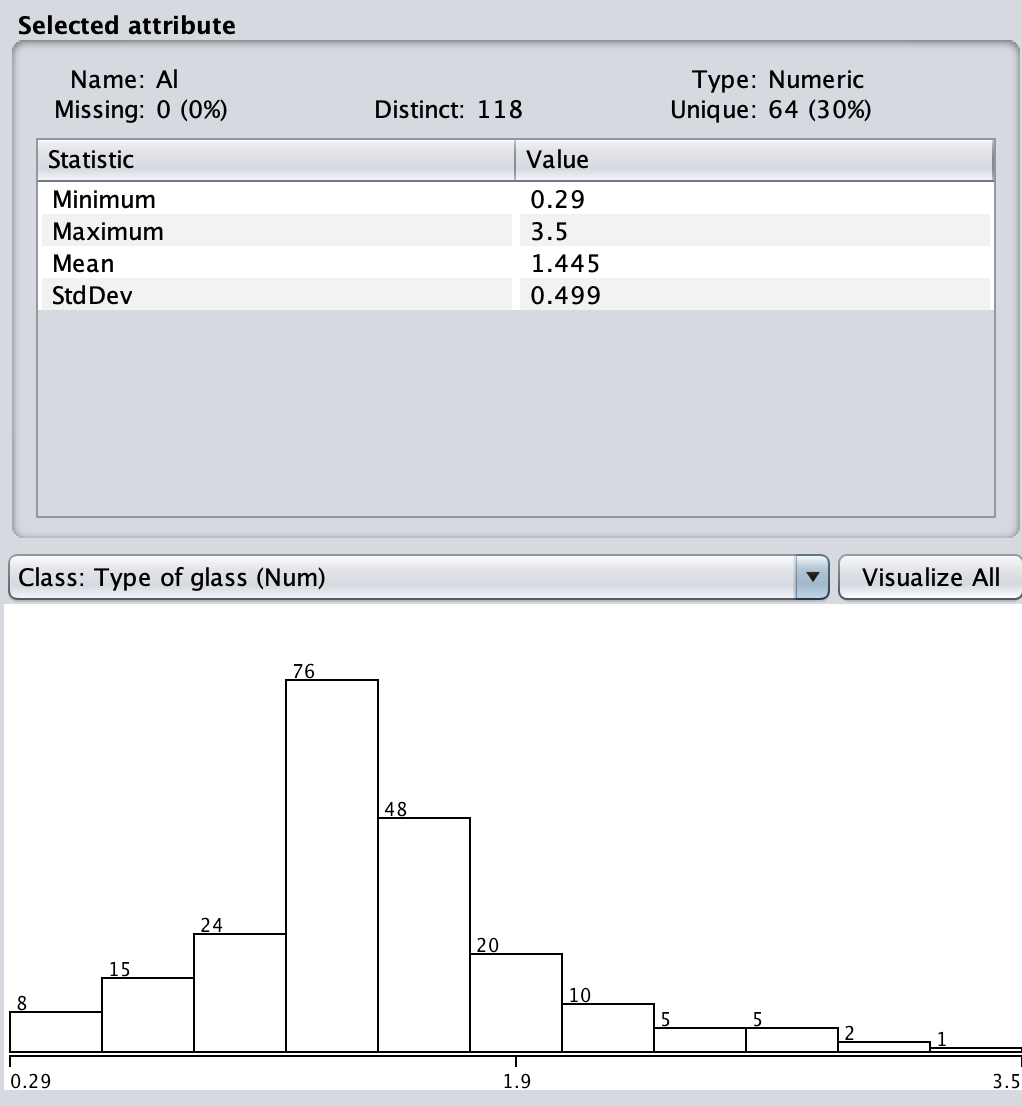 Selected attribute
Name: Al Type: Numeric
Missing: 0 (0%) Distinct: 118 Unique: 64 (30%)
Statistic Value
Minimum 0.29
Maximum 3.5
Mean 1.445
StdDev 0.499
Class: Type of glass (Num) Visualize All
76
48
24
20
15
10
8
5 5
2
1
0.29 1.9 3.5